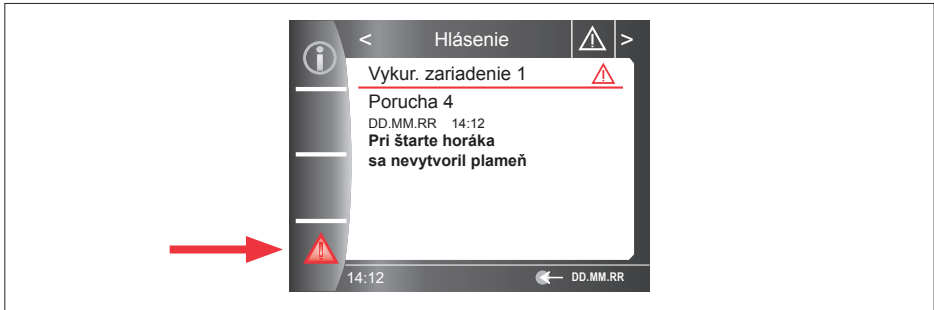 < Hlásenie >
Vykur. zariadenie 1
Porucha 4
DD.MM.RR 14:12
Pri štarte horáka
sa nevytvoril plameň
14:12 DD.MM.RR